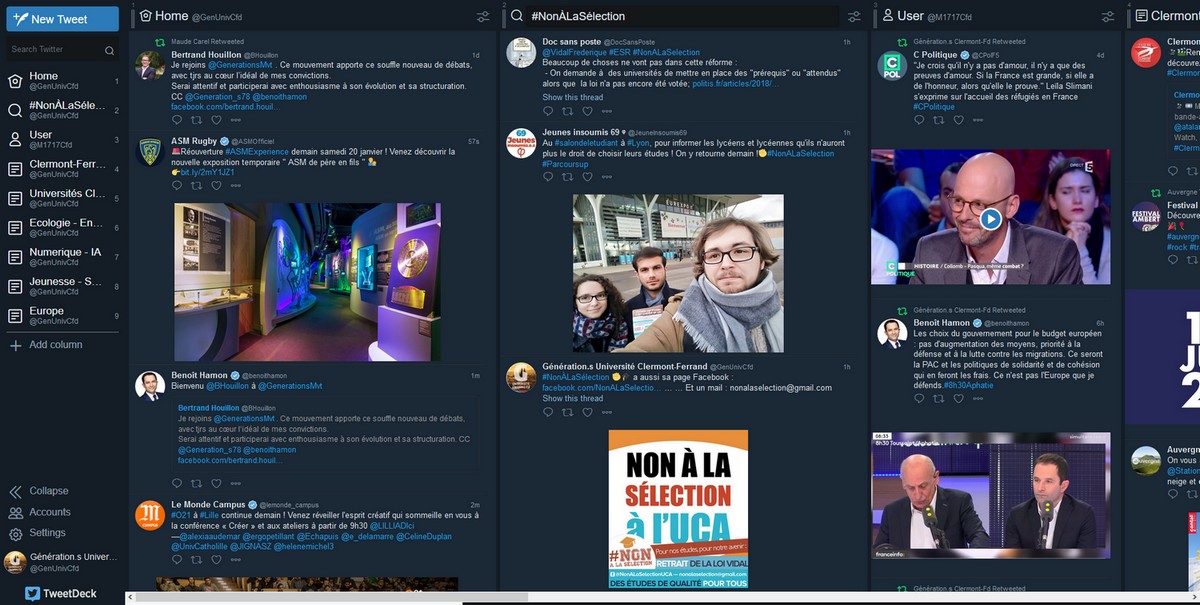 New Tweet
Search Twitter
Home
@GenUnivCfd
1
#NonÀLaSéle...
@GenUnivCfd
2
User
@M1717Cfd
3
Clermont-Ferr...
@GenUnivCfd
4
Universités Cl...
@GenUnivCfd
5
Ecologie - En...
@GenUnivCfd
6
Numerique - IA
@GenUnivCfd
7
Jeunesse - S...
@GenUnivCfd
8
Europe
@GenUnivCfd
9
Add column
Collapse
Accounts
Settings
Génération.s Univer...
@GenUnivCfd
TweetDeck
1
Home @GenUnivCfd
Maude Carel Retweeted
Bertrand Houillon @BHouillon 1d
Je rejoins @GenerationsMvt . Ce mouvement apporte ce souffle nouveau de débats,
avec tjrs au cœur l'idéal de mes convictions.
Serai attentif et participerai avec enthousiasme à son évolution et sa structuration.
CC @Generation_s78 @benoithamon
facebook.com/bertrand.houil...
ASM Rugby @ASMOfficiel 57s
Réouverture #ASMExperience demain samedi 20 janvier ! Venez découvrir la
nouvelle exposition temporaire " ASM de père en fils "
bit.ly/2mY1JZ1
Benoît Hamon @benoithamon 1m
Bienvenu @BHouillon à @GenerationsMvt
Bertrand Houillon @BHouillon
Je rejoins @GenerationsMvt . Ce mouvement apporte ce souffle nouveau de débats,
avec tjrs au cœur l'idéal de mes convictions.
Serai attentif et participerai avec enthousiasme à son évolution et sa structuration. CC
@Generation_s78 @benoithamon
facebook.com/bertrand.houil...
Le Monde Campus @lemonde_campus 2m
#O21 à #Lille continue demain ! Venez réveiller l'esprit créatif qui sommeille en vous à
la conférence « Créer » et aux ateliers à partir de 9h30 @LILLIADlci
—@alexiaaudemar @ergopetillant @Echapuis @e_delamarre @CelineDuplan
@UnivCatholille @JIGNASZ @helenemichel3
2
#NonÀLaSélection
Doc sans poste @DocSansPoste 1h
@VidalFrederique #ESR #NonALaSelection
Beaucoup de choses ne vont pas dans cette réforme :
- On demande à des universités de mettre en place des "prérequis" ou "attendus"
alors que la loi n'a pas encore été votée; politis.fr/articles/2018/...
Show this thread
Jeunes insoumis 69 @JeuneInsoumis69 1h
Au #salondeletudiant à #Lyon, pour informer les lycéens et lycéennes qu'ils n'auront
plus le droit de choisir leurs études ! On y retourne demain !#NonALaSelection
#Parcoursup
Génération.s Université Clermont-Ferrand @GenUnivCfd 1h
#NonÀLaSélection a aussi sa page Facebook :
facebook.com/NonALaSelectio... ... ... Et un mail : nonalaselection@gmail.com
Show this thread
NON À LA
SÉLECTION
à l'UCA
#NON
À LA SÉLECTION
Pour nos études, pour notre avenir :
RETRAIT DE LA LOI VIDAL
#NonALaSelectionUCA — nonalaselection@gmail.com
DES ÉTUDES DE QUALITÉ POUR TOUS
3
User @M1717Cfd
Génération.s Clermont-Fd Retweeted
C Politique @CPolF5 4d
"Je crois qu'il n'y a pas d'amour, il n'y a que des
preuves d'amour. Si la France est grande, si elle a
de l'honneur, alors qu'elle le prouve." Leïla Slimani
s'exprime sur l'accueil des réfugiés en France
#CPolitique
DIRECT 5
HISTOIRE / Collomb - Pasqua, même combat ?
C POLITIQUE
Génération.s Clermont-Fd Retweeted
Benoît Hamon @benoithamon 6h
Les choix du gouvernement pour le budget européen
: pas d'augmentation des moyens, priorité à la
défense et à la lutte contre les migrations. Ce seront
la PAC et les politiques de solidarité et de cohésion
qui en feront les frais. Ce n'est pas l'Europe que je
défends.#8h30Aphatie
08:33
franceinfo:
Génération.s Clermont-Fd Retweeted
4
Clermont
#Clermo
Auvergne
Festival
Découvre
#auvergn
#rock #tra
Auvergn
On vous
@Station
neige et